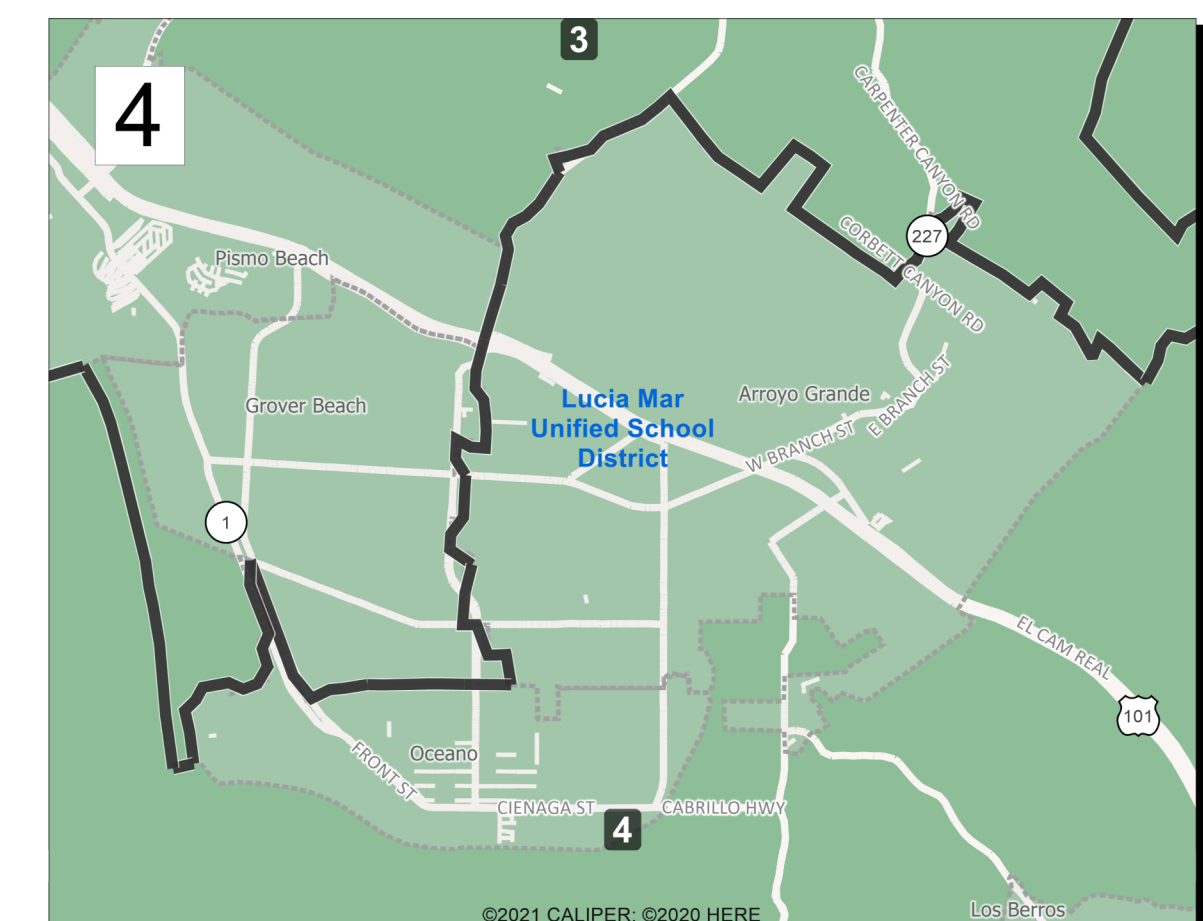 3
4
CARPENTER CANYON RD
227
CORBETT CANYON RD
Pismo Beach
Lucia Mar
Unified School
District
Arroyo Grande
E BRANCH ST
Grover Beach
W BRANCH ST
1
EL CAM REAL
101
Oceano
FRONT ST
CIENAGA ST
CABRILLO HWY
4
Los Berros
©2021 CALIPER; ©2020 HERE